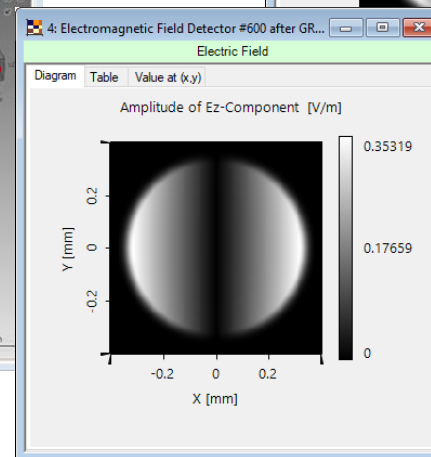 4: Electromagnetic Field Detector #600 after GR...
Electric Field
Diagram Table Value at (x,y)
Amplitude of Ez-Component [V/m]
0.35319
0.2
0.17659
0
-0.2
0
-0.2 0 0.2
Y [mm]
X [mm]